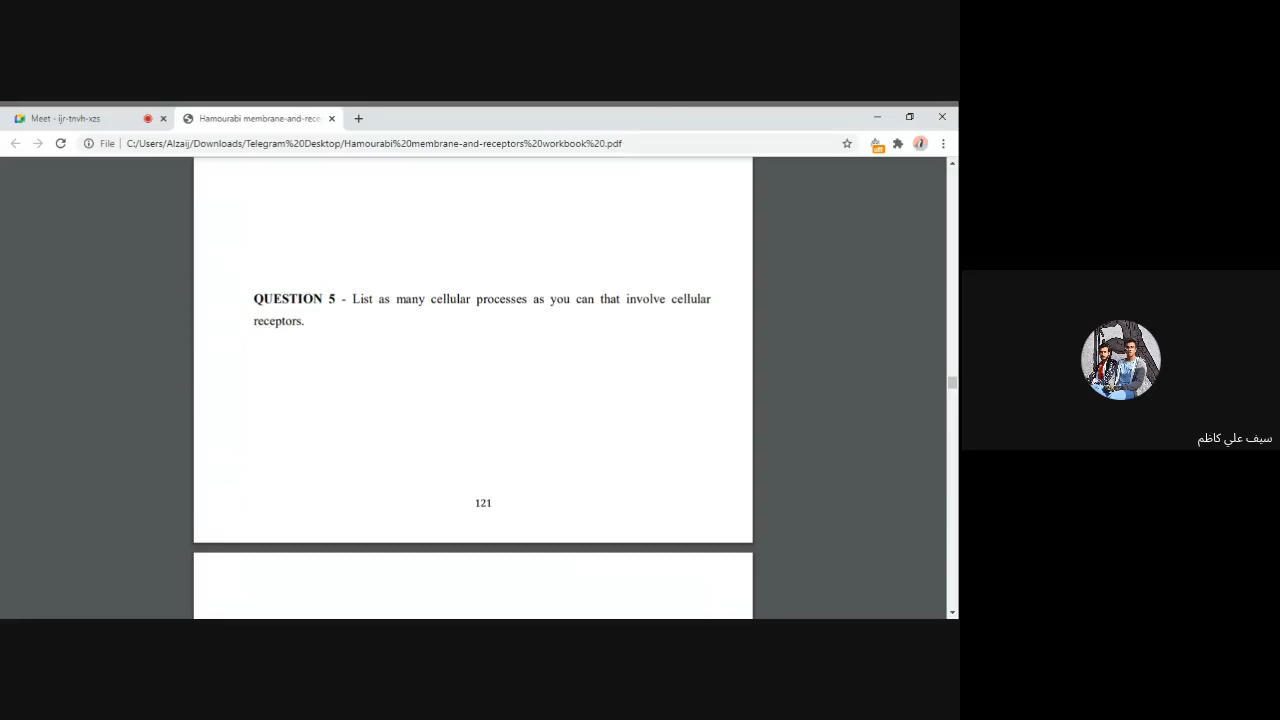 Meet - ijr-tnvh-xzs
Hamourabi membrane-and-rece
File
C:/Users/Alzaij/Downloads/Telegram%20Desktop/Hamourabi%20membrane-and-receptors%20workbook%20.pdf
off
QUESTION 5 - List as many cellular processes as you can that involve cellular
receptors.
121
سيف علي كاظم